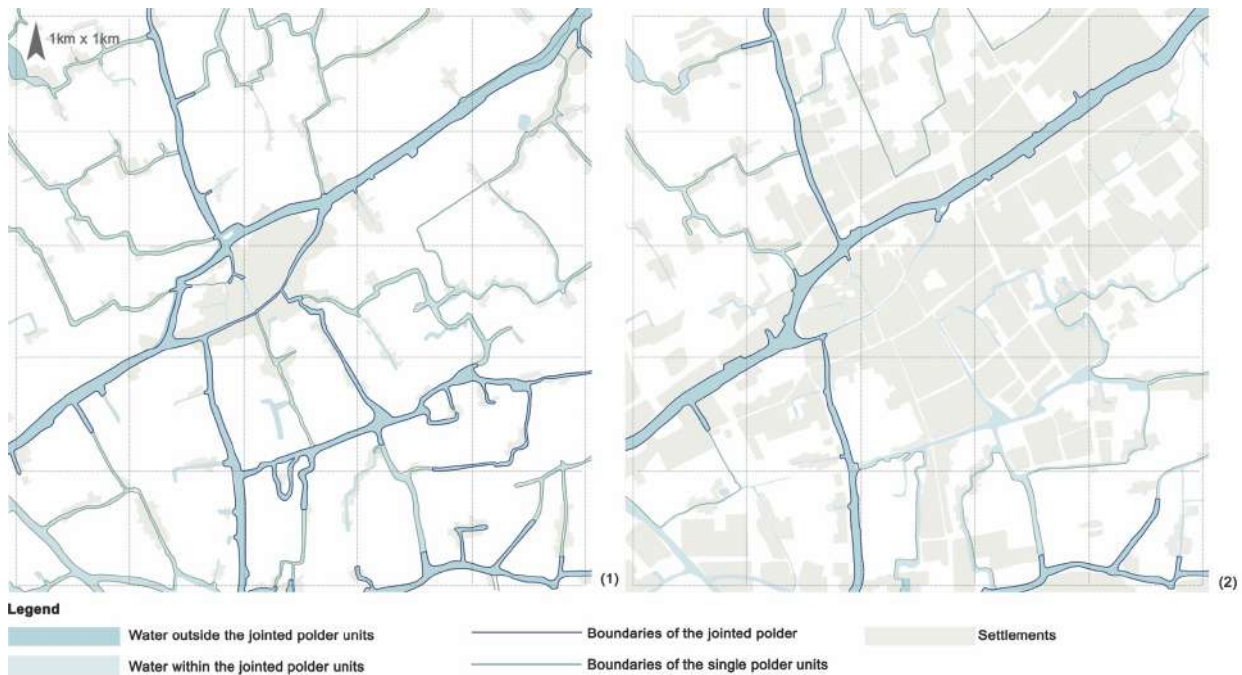 1km x 1km
(1)
(2)
Legend
Water outside the jointed polder units
Boundaries of the jointed polder
Settlements
Water within the jointed polder units
Boundaries of the single polder units